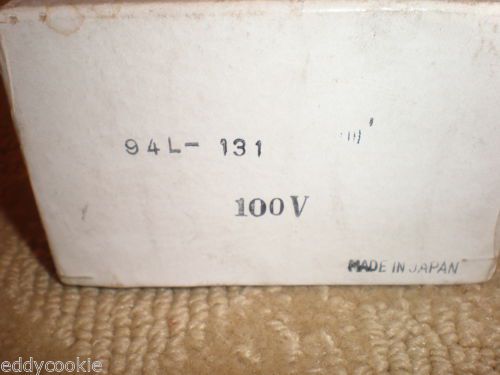 94L- 131
100V
MADE IN JAPAN
eddycookie